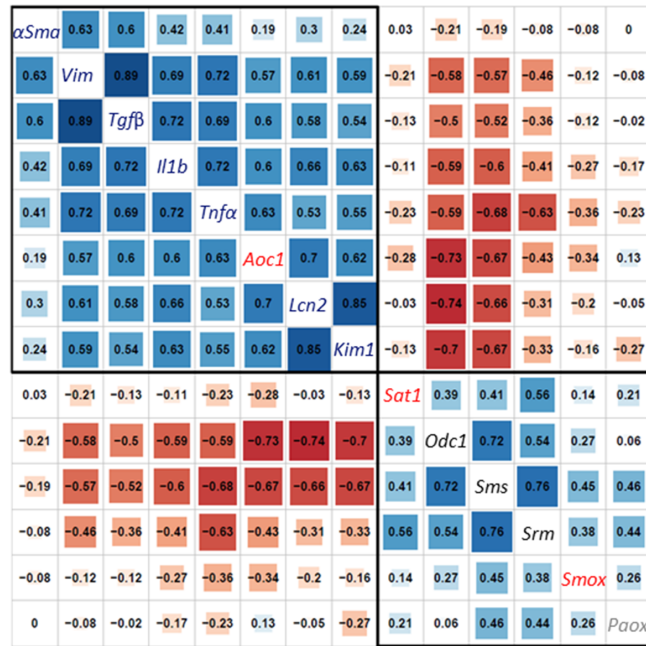 αSma 0.63 0.6 0.42 0.41 0.19 0.3 0.24 0.03 −0.21 −0.19 −0.08 −0.08 0
0.63 Vim 0.89 0.69 0.72 0.57 0.61 0.59 −0.21 −0.58 −0.57 −0.46 −0.12 −0.08
0.6 0.89 Tgfβ 0.72 0.69 0.6 0.58 0.54 −0.13 −0.5 −0.52 −0.36 −0.12 −0.02
0.42 0.69 0.72 Il1b 0.72 0.6 0.66 0.63 −0.11 −0.59 −0.6 −0.41 −0.27 −0.17
0.41 0.72 0.69 0.72 Tnfα 0.63 0.53 0.55 −0.23 −0.59 −0.68 −0.63 −0.36 −0.23
0.19 0.57 0.6 0.6 0.63 Aoc1 0.7 0.62 −0.28 −0.73 −0.67 −0.43 −0.34 0.13
0.3 0.61 0.58 0.66 0.53 0.7 Lcn2 0.85 −0.03 −0.74 −0.66 −0.31 −0.2 −0.05
0.24 0.59 0.54 0.63 0.55 0.62 0.85 Kim1 −0.13 −0.7 −0.67 −0.33 −0.16 −0.27
0.03 −0.21 −0.13 −0.11 −0.23 −0.28 −0.03 −0.13 Sat1 0.39 0.41 0.56 0.14 0.21
−0.21 −0.58 −0.5 −0.59 −0.59 −0.73 −0.74 −0.7 0.39 Odc1 0.72 0.54 0.27 0.06
−0.19 −0.57 −0.52 −0.6 −0.68 −0.67 −0.66 −0.67 0.41 0.72 Sms 0.76 0.45 0.46
−0.08 −0.46 −0.36 −0.41 −0.63 −0.43 −0.31 −0.33 0.56 0.54 0.76 Srm 0.38 0.44
−0.08 −0.12 −0.12 −0.27 −0.36 −0.34 −0.2 −0.16 0.14 0.27 0.45 0.38 Smox 0.26
0 −0.08 −0.02 −0.17 −0.23 0.13 −0.05 −0.27 0.21 0.06 0.46 0.44 0.26 Paox